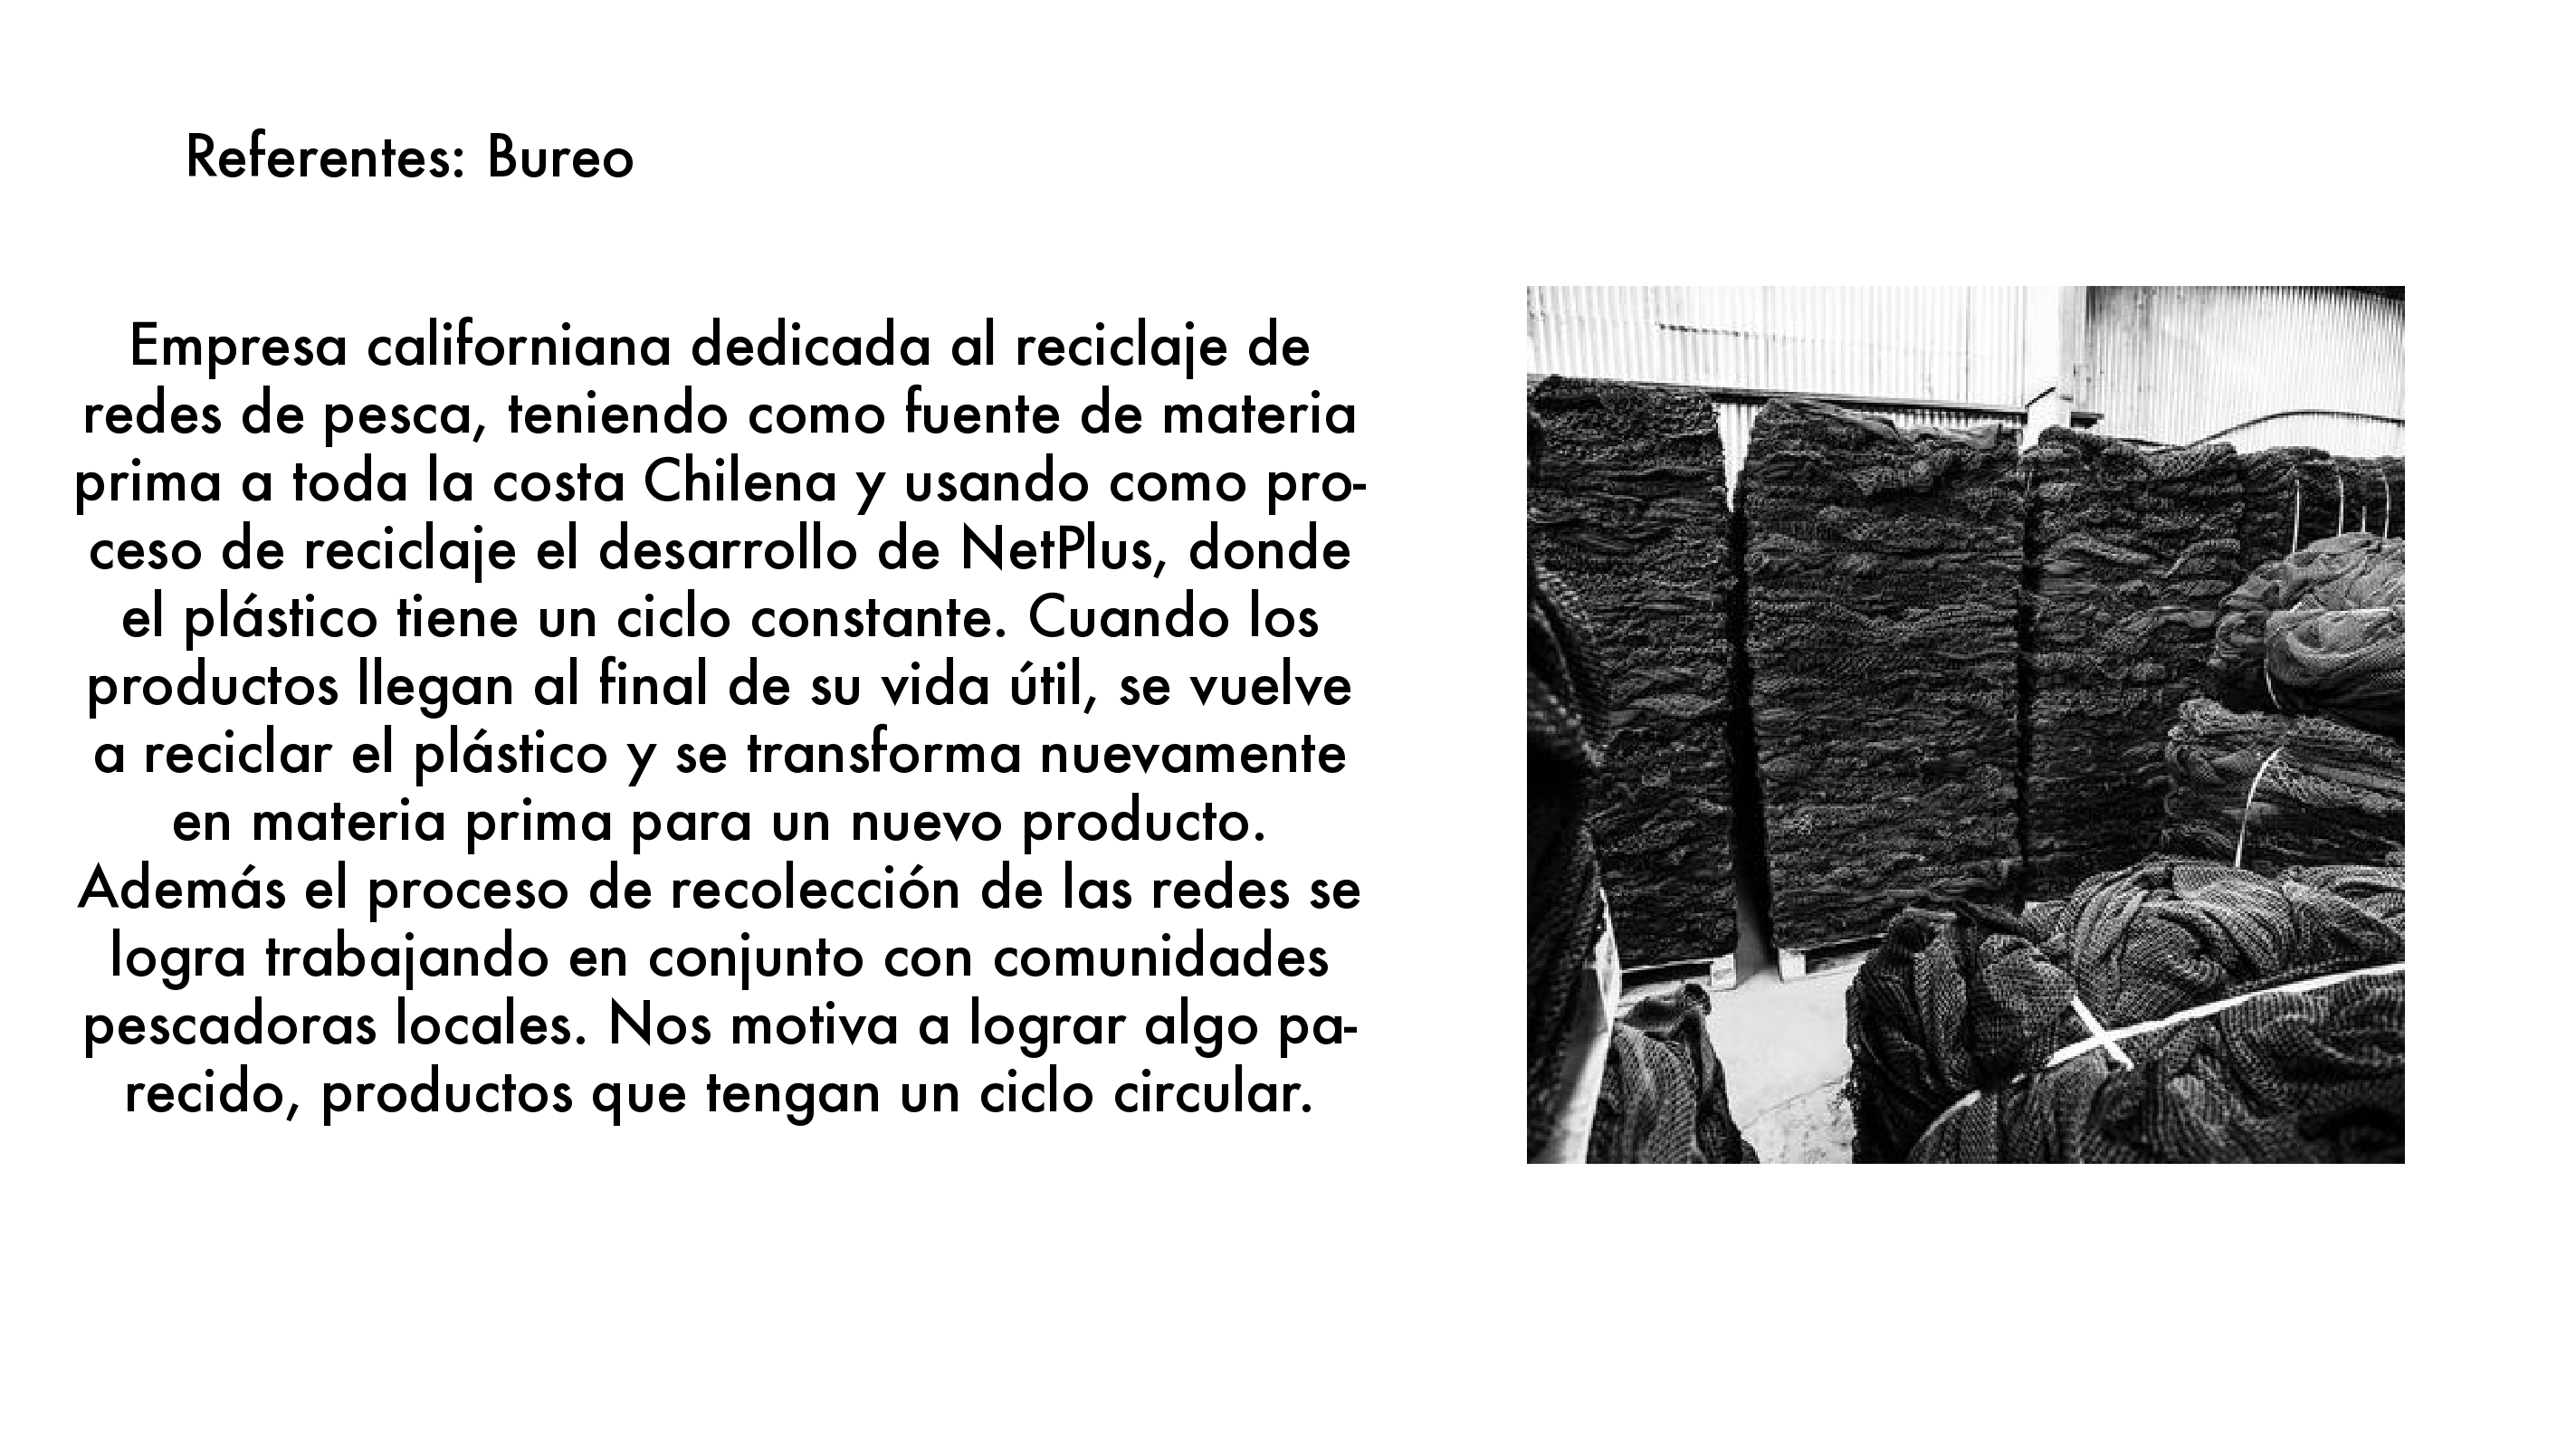 Referentes: Bureo
Empresa californiana dedicada al reciclaje de
redes de pesca, teniendo como fuente de materia
prima a toda la costa Chilena y usando como pro-
ceso de reciclaje el desarrollo de NetPlus, donde
el plástico tiene un ciclo constante. Cuando los
productos llegan al final de su vida útil, se vuelve
a reciclar el plástico y se transforma nuevamente
en materia prima para un nuevo producto.
Además el proceso de recolección de las redes se
logra trabajando en conjunto con comunidades
pescadoras locales. Nos motiva a lograr algo pa-
recido, productos que tengan un ciclo circular.